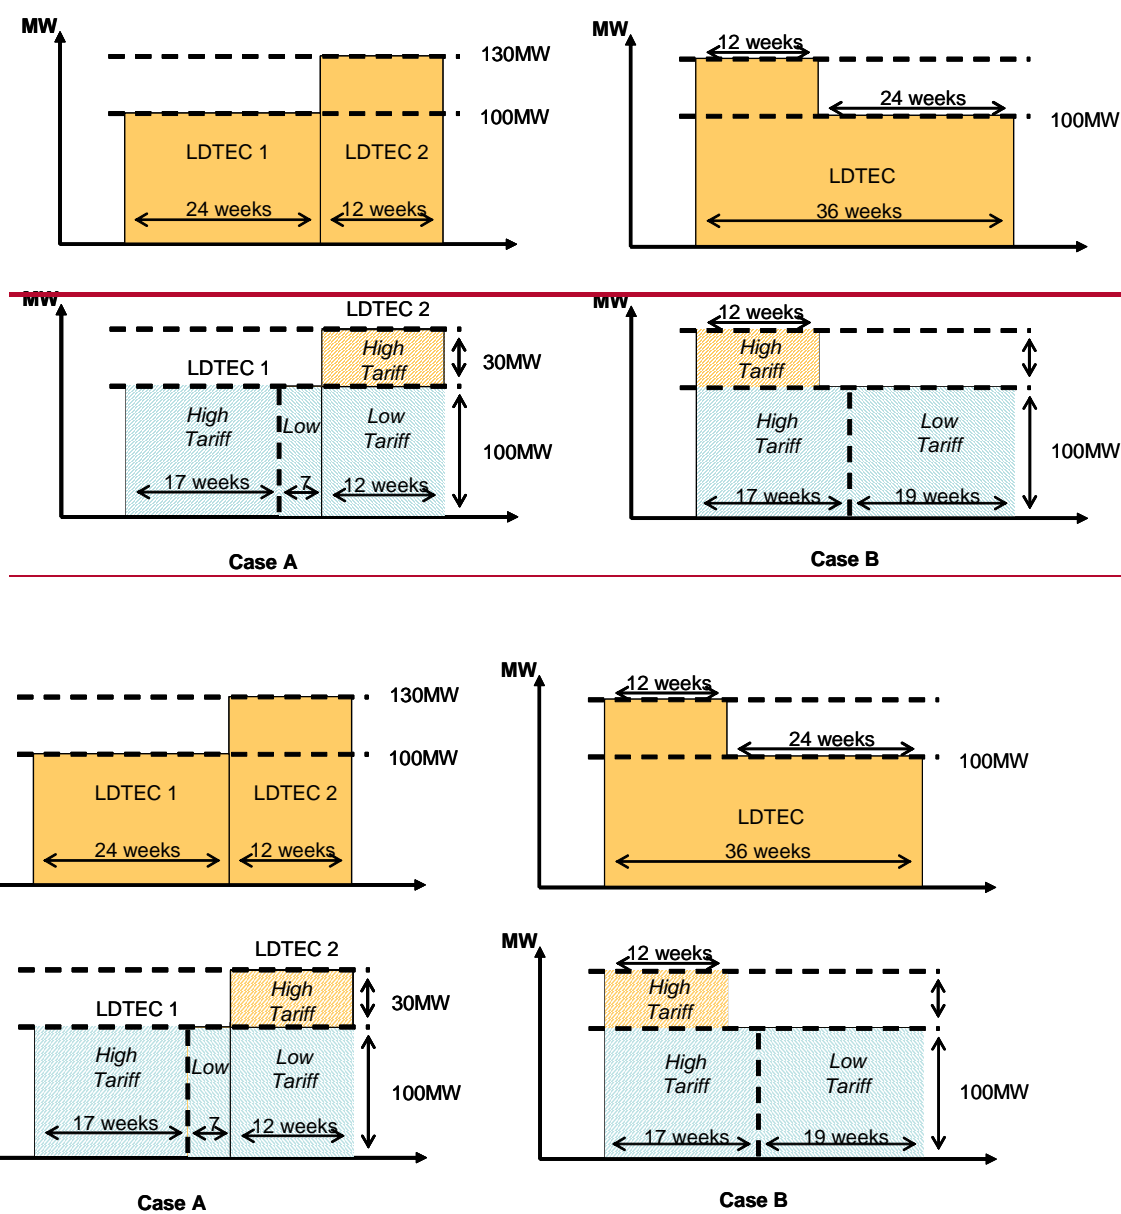 MW
130MW
100MW
LDTEC 1
LDTEC 2
24 weeks
12 weeks
MW
12 weeks
24 weeks
100MW
LDTEC
36 weeks
MW
LDTEC 2
High
Tariff
30MW
LDTEC 1
High
Tariff
Low
Low
Tariff
100MW
17 weeks
7
12 weeks
Case A
MW
12 weeks
High
Tariff
High
Tariff
Low
Tariff
100MW
17 weeks
19 weeks
Case B
130MW
100MW
LDTEC 1
LDTEC 2
24 weeks
12 weeks
MW
12 weeks
24 weeks
100MW
LDTEC
36 weeks
LDTEC 2
High
Tariff
30MW
LDTEC 1
High
Tariff
Low
Low
Tariff
100MW
17 weeks
7
12 weeks
Case A
MW
12 weeks
High
Tariff
High
Tariff
Low
Tariff
100MW
17 weeks
19 weeks
Case B